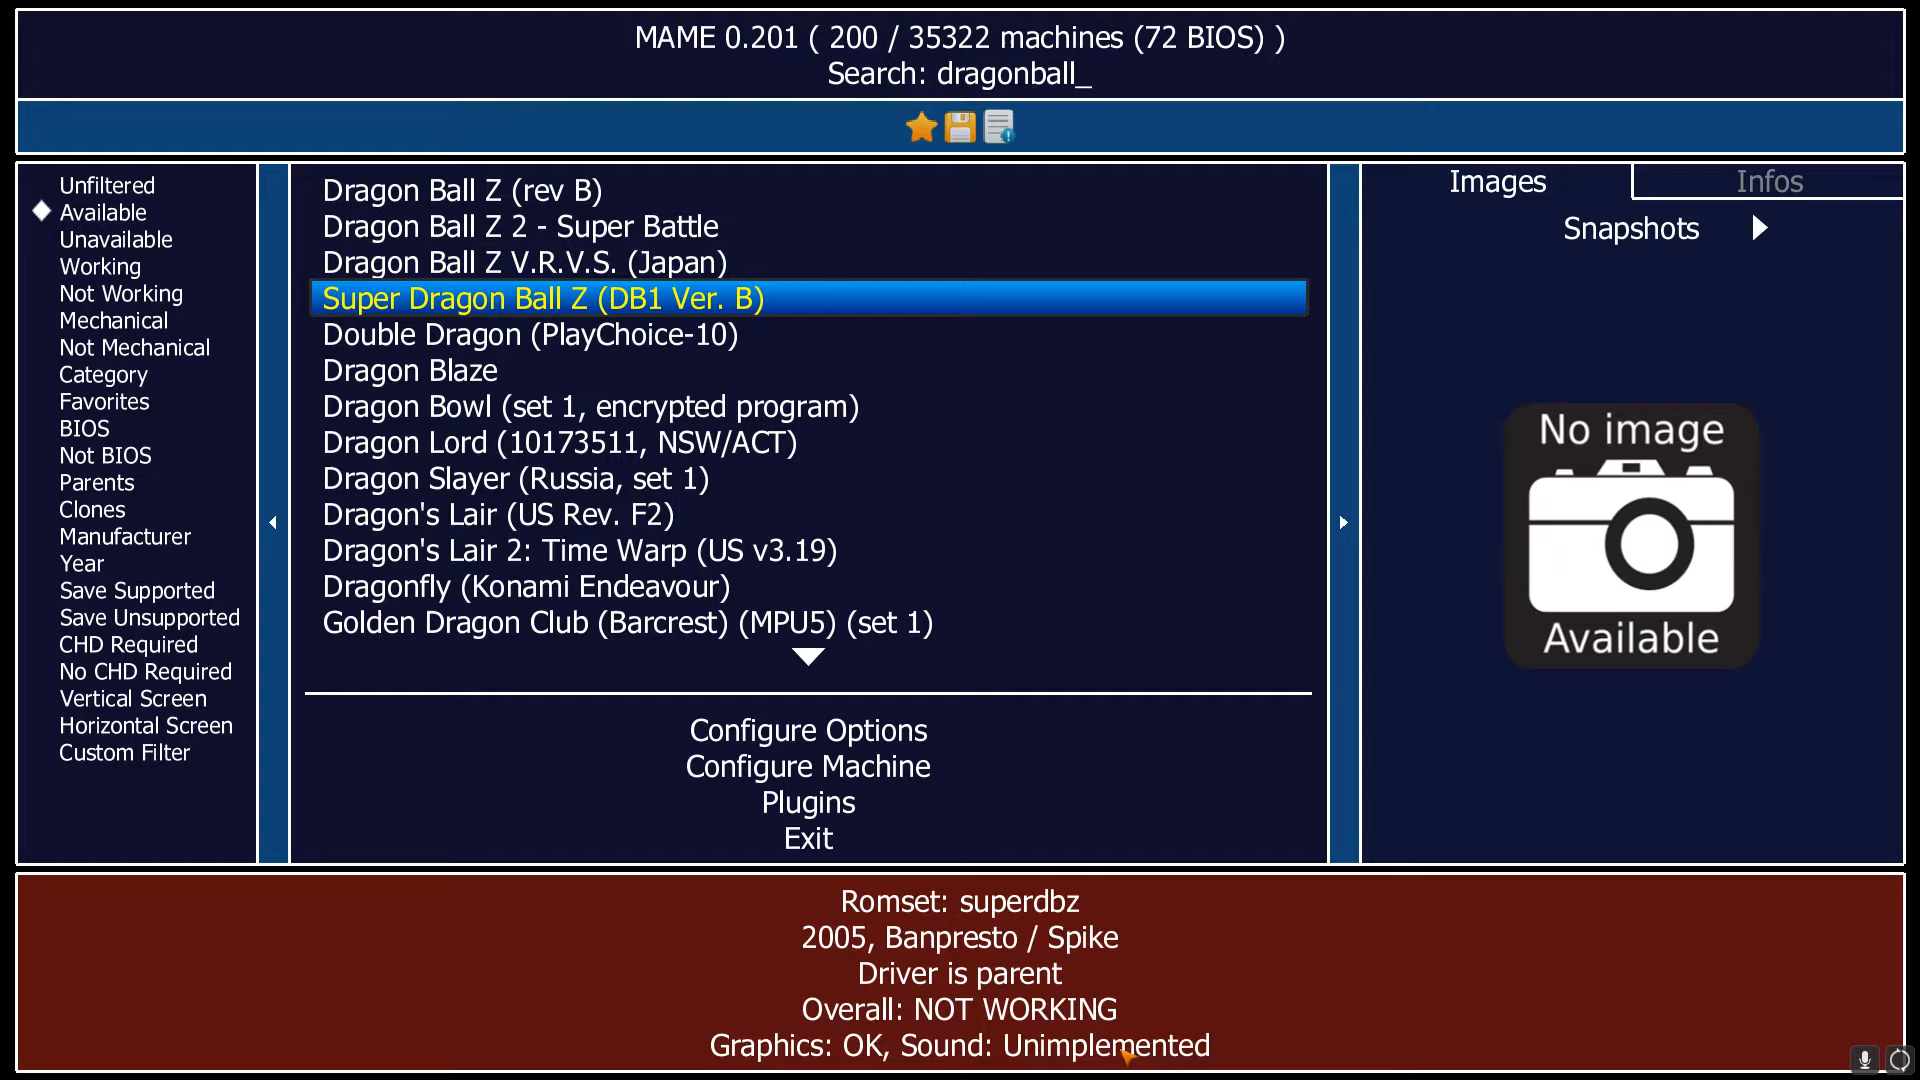 MAME 0.201 ( 200 / 35322 machines (72 BIOS) )
Search: dragonball_
Unfiltered
Available
Unavailable
Working
Not Working
Mechanical
Not Mechanical
Category
Favorites
BIOS
Not BIOS
Parents
Clones
Manufacturer
Year
Save Supported
Save Unsupported
CHD Required
No CHD Required
Vertical Screen
Horizontal Screen
Custom Filter
Dragon Ball Z (rev B)
Dragon Ball Z 2 - Super Battle
Dragon Ball Z V.R.V.S. (Japan)
Super Dragon Ball Z (DB1 Ver. B)
Double Dragon (PlayChoice-10)
Dragon Blaze
Dragon Bowl (set 1, encrypted program)
Dragon Lord (10173511, NSW/ACT)
Dragon Slayer (Russia, set 1)
Dragon's Lair (US Rev. F2)
Dragon's Lair 2: Time Warp (US v3.19)
Dragonfly (Konami Endeavour)
Golden Dragon Club (Barcrest) (MPU5) (set 1)
Configure Options
Configure Machine
Plugins
Exit
Images
Infos
Snapshots
No image
Available
Romset: superdbz
2005, Banpresto / Spike
Driver is parent
Overall: NOT WORKING
Graphics: OK, Sound: Unimplemented